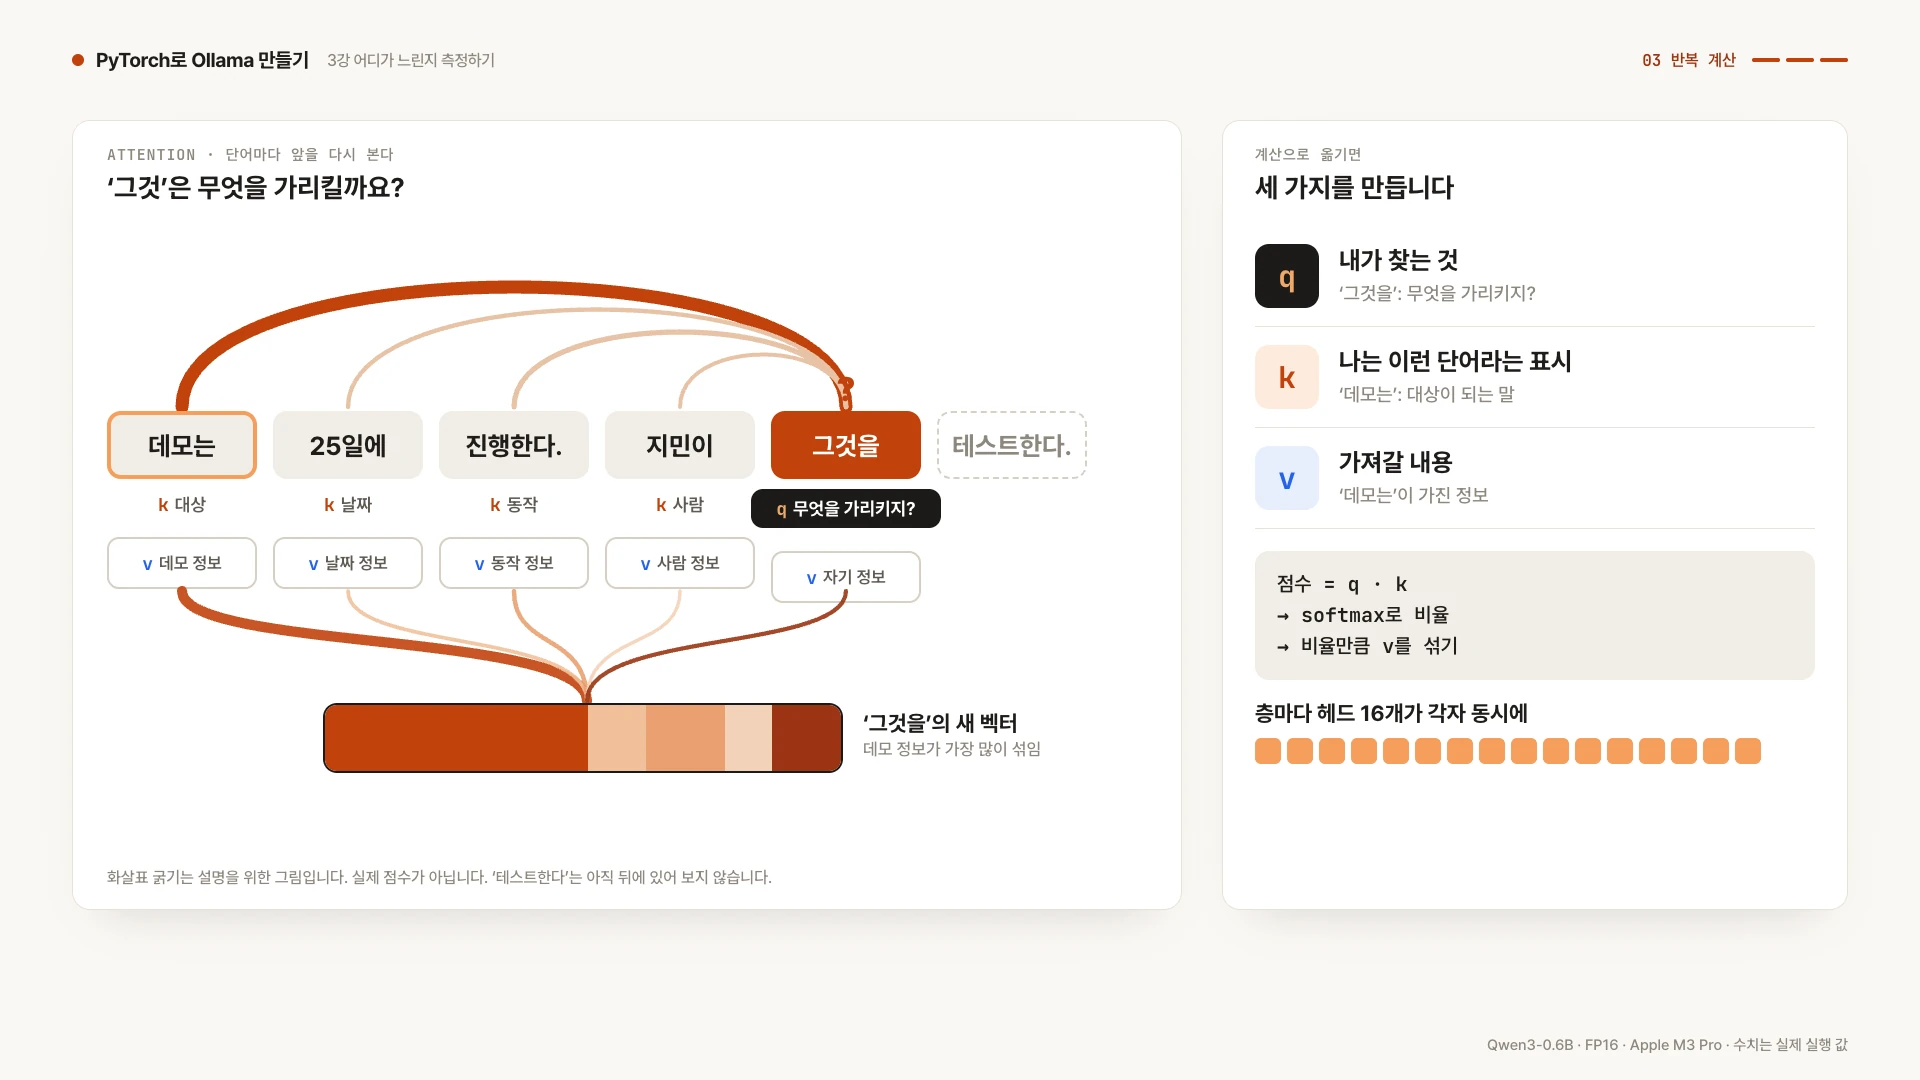 PyTorch로 Ollama 만들기 3강 어디가 느린지 측정하기
03 반복 계산
ATTENTION · 단어마다 앞을 다시 본다
‘그것’은 무엇을 가리킬까요?
데모는 25일에 진행한다. 지민이 그것을 테스트한다.
k 대상 k 날짜 k 동작 k 사람 q 무엇을 가리키지?
v 데모 정보 v 날짜 정보 v 동작 정보 v 사람 정보 v 자기 정보
‘그것을’의 새 벡터
데모 정보가 가장 많이 섞임
화살표 굵기는 설명을 위한 그림입니다. 실제 점수가 아닙니다. ‘테스트한다’는 아직 뒤에 있어 보지 않습니다.
계산으로 옮기면
세 가지를 만듭니다
q
내가 찾는 것
‘그것을’: 무엇을 가리키지?
k
나는 이런 단어라는 표시
‘데모는’: 대상이 되는 말
v
가져갈 내용
‘데모는’이 가진 정보
점수 = q · k
→ softmax로 비율
→ 비율만큼 v를 섞기
층마다 헤드 16개가 각자 동시에
Qwen3-0.6B · FP16 · Apple M3 Pro · 수치는 실제 실행 값